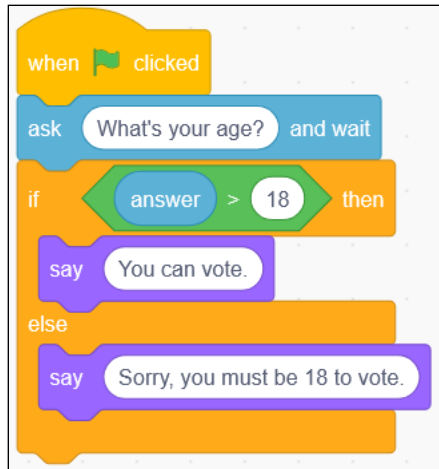 when clicked
ask What's your age? and wait
if answer > 18 then
say You can vote.
else
say Sorry, you must be 18 to vote.